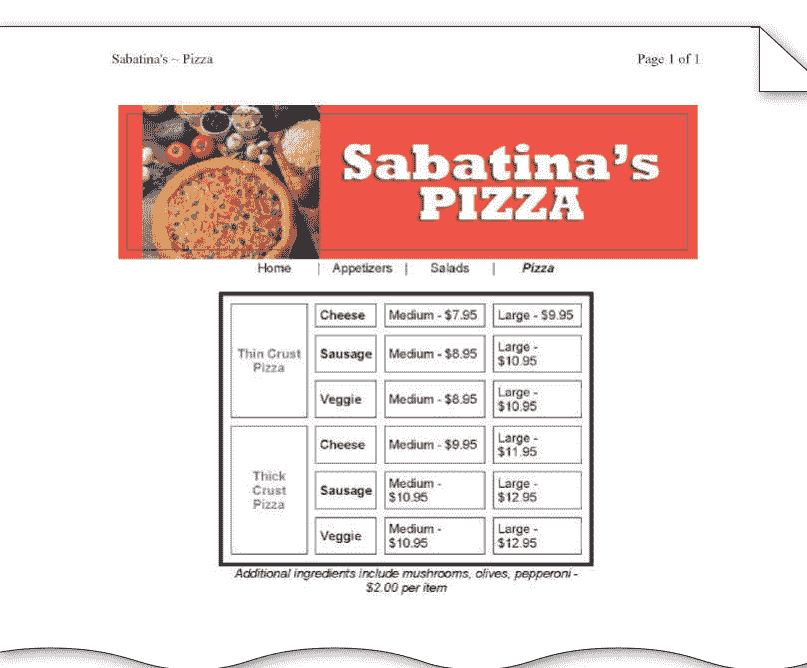 Sabatina's ~ Pizza
Page 1 of 1
Sabatina's
PIZZA
Home | Appetizers | Salads | Pizza
Thin Crust
Pizza
Cheese
Medium - $7.95
Large - $9.95
Sausage
Medium - $8.95
Large -
$10.95
Veggie
Medium - $8.95
Large -
$10.95
Thick
Crust
Pizza
Cheese
Medium - $9.95
Large -
$11.95
Sausage
Medium -
$10.95
Large -
$12.95
Veggie
Medium -
$10.95
Large -
$12.95
Additional ingredients include mushrooms, olives, pepperoni -
$2.00 per item